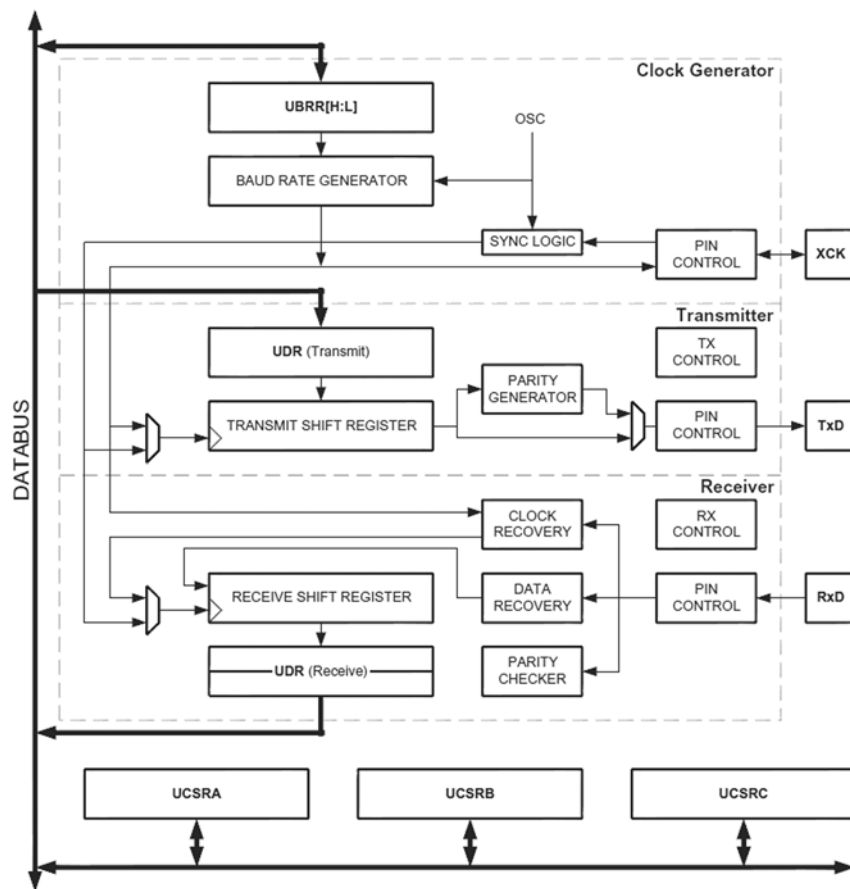 Clock Generator
UBRR[H:L]
OSC
BAUD RATE GENERATOR
SYNC LOGIC
PIN
CONTROL
XCK
Transmitter
UDR (Transmit)
TX
CONTROL
PARITY
GENERATOR
TRANSMIT SHIFT REGISTER
PIN
CONTROL
TxD
DATABUS
Receiver
CLOCK
RECOVERY
RX
CONTROL
RECEIVE SHIFT REGISTER
DATA
RECOVERY
PIN
CONTROL
RxD
UDR (Receive)
PARITY
CHECKER
UCSRA
UCSRB
UCSRC